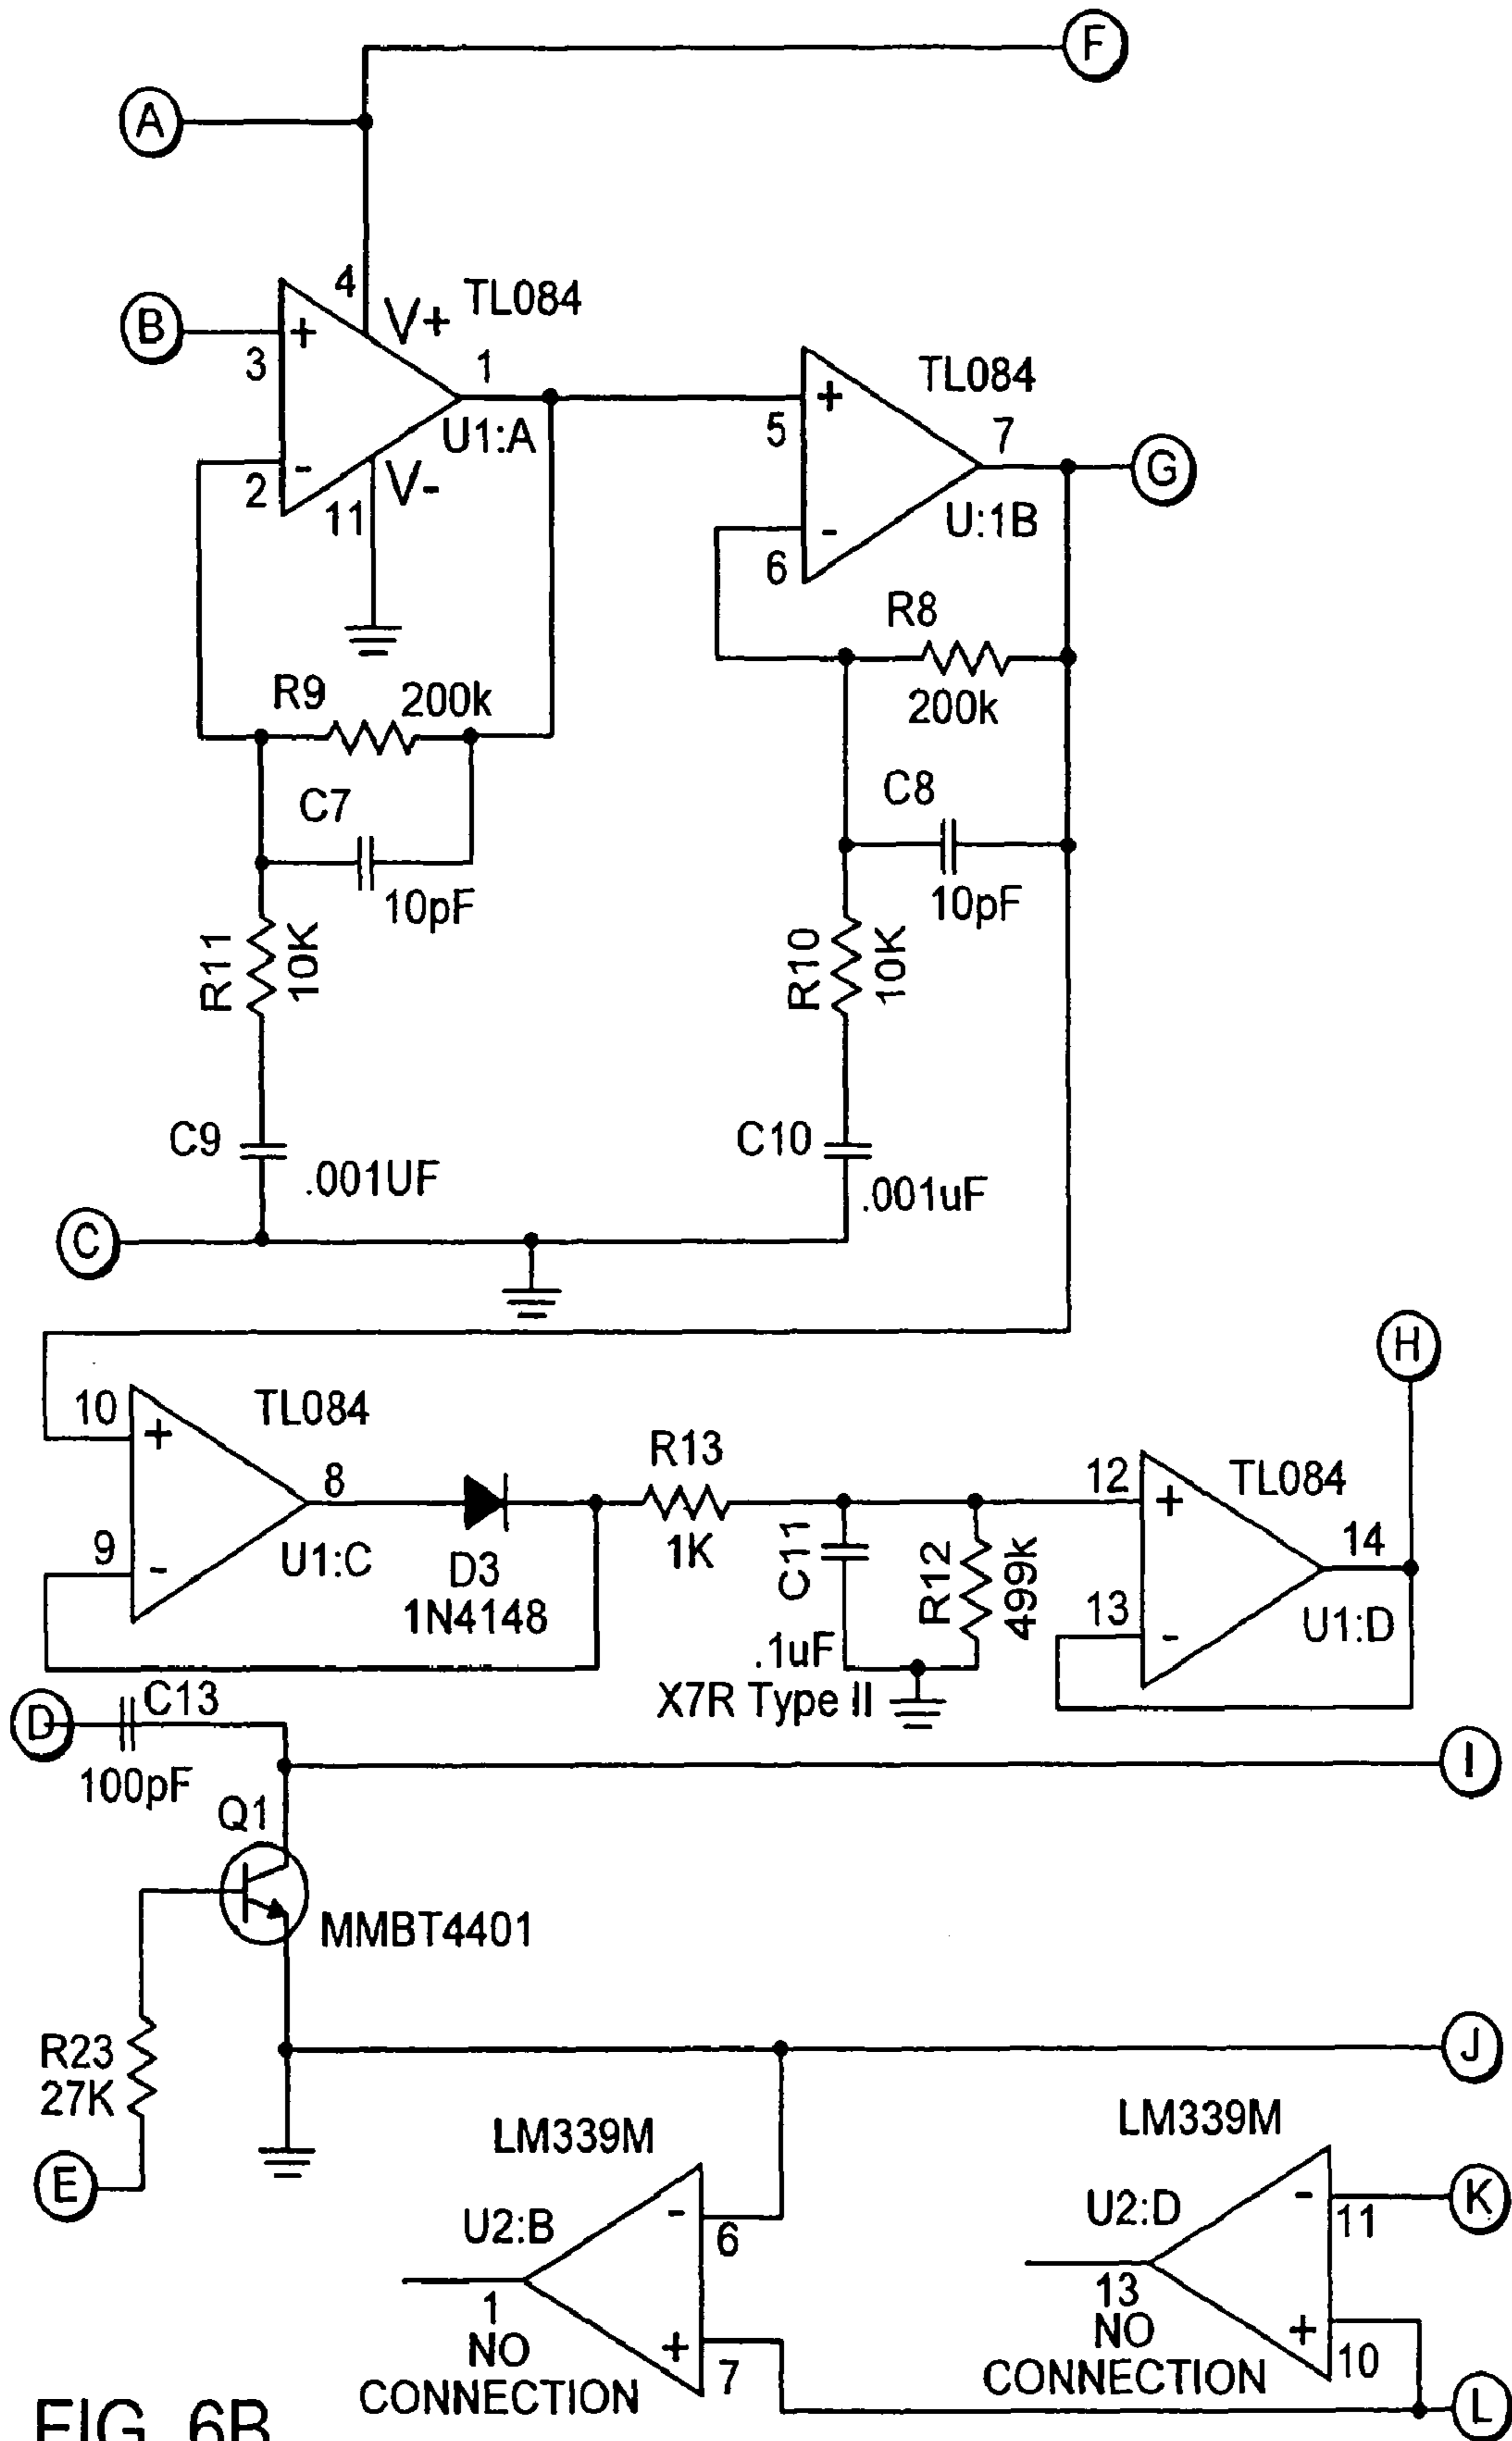 F
A
4
V+
TL084
B
+
3
1
TL084
+
5
U1:A
7
-
2
V-
11
G
-
6
U:1B
R8
R9
200k
200k
C7
C8
10pF
10pF
R11
10K
R10
10K
C9
.001UF
C10
.001uF
C
H
10
+
TL084
8
R13
12
+
TL084
9
-
U1:C
D3
1N4148
1K
C11
R12
499k
14
13
-
U1:D
.1uF
X7R Type II
D
C13
100pF
I
Q1
MMBT4401
R23
27K
J
LM339M
LM339M
E
U2:B
-
6
U2:D
-
11
K
1
NO
CONNECTION
+
7
13
NO
CONNECTION
+
10
L
FIG. 6B